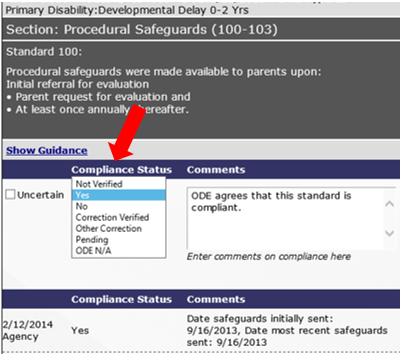 Primary Disability:Developmental Delay 0-2 Yrs
Section: Procedural Safeguards (100-103)
Standard 100:
Procedural safeguards were made available to parents upon:
Initial referral for evaluation
• Parent request for evaluation and
• At least once annually thereafter.
Show Guidance
Compliance Status Comments
Uncertain
Not Verified
Yes
No
Correction Verified
Other Correction
Pending
ODE N/A
ODE agrees that this standard is
compliant.
Enter comments on compliance here
Compliance Status Comments
2/12/2014
Agency
Yes
Date safeguards initially sent:
9/16/2013, Date most recent safeguards
sent: 9/16/2013